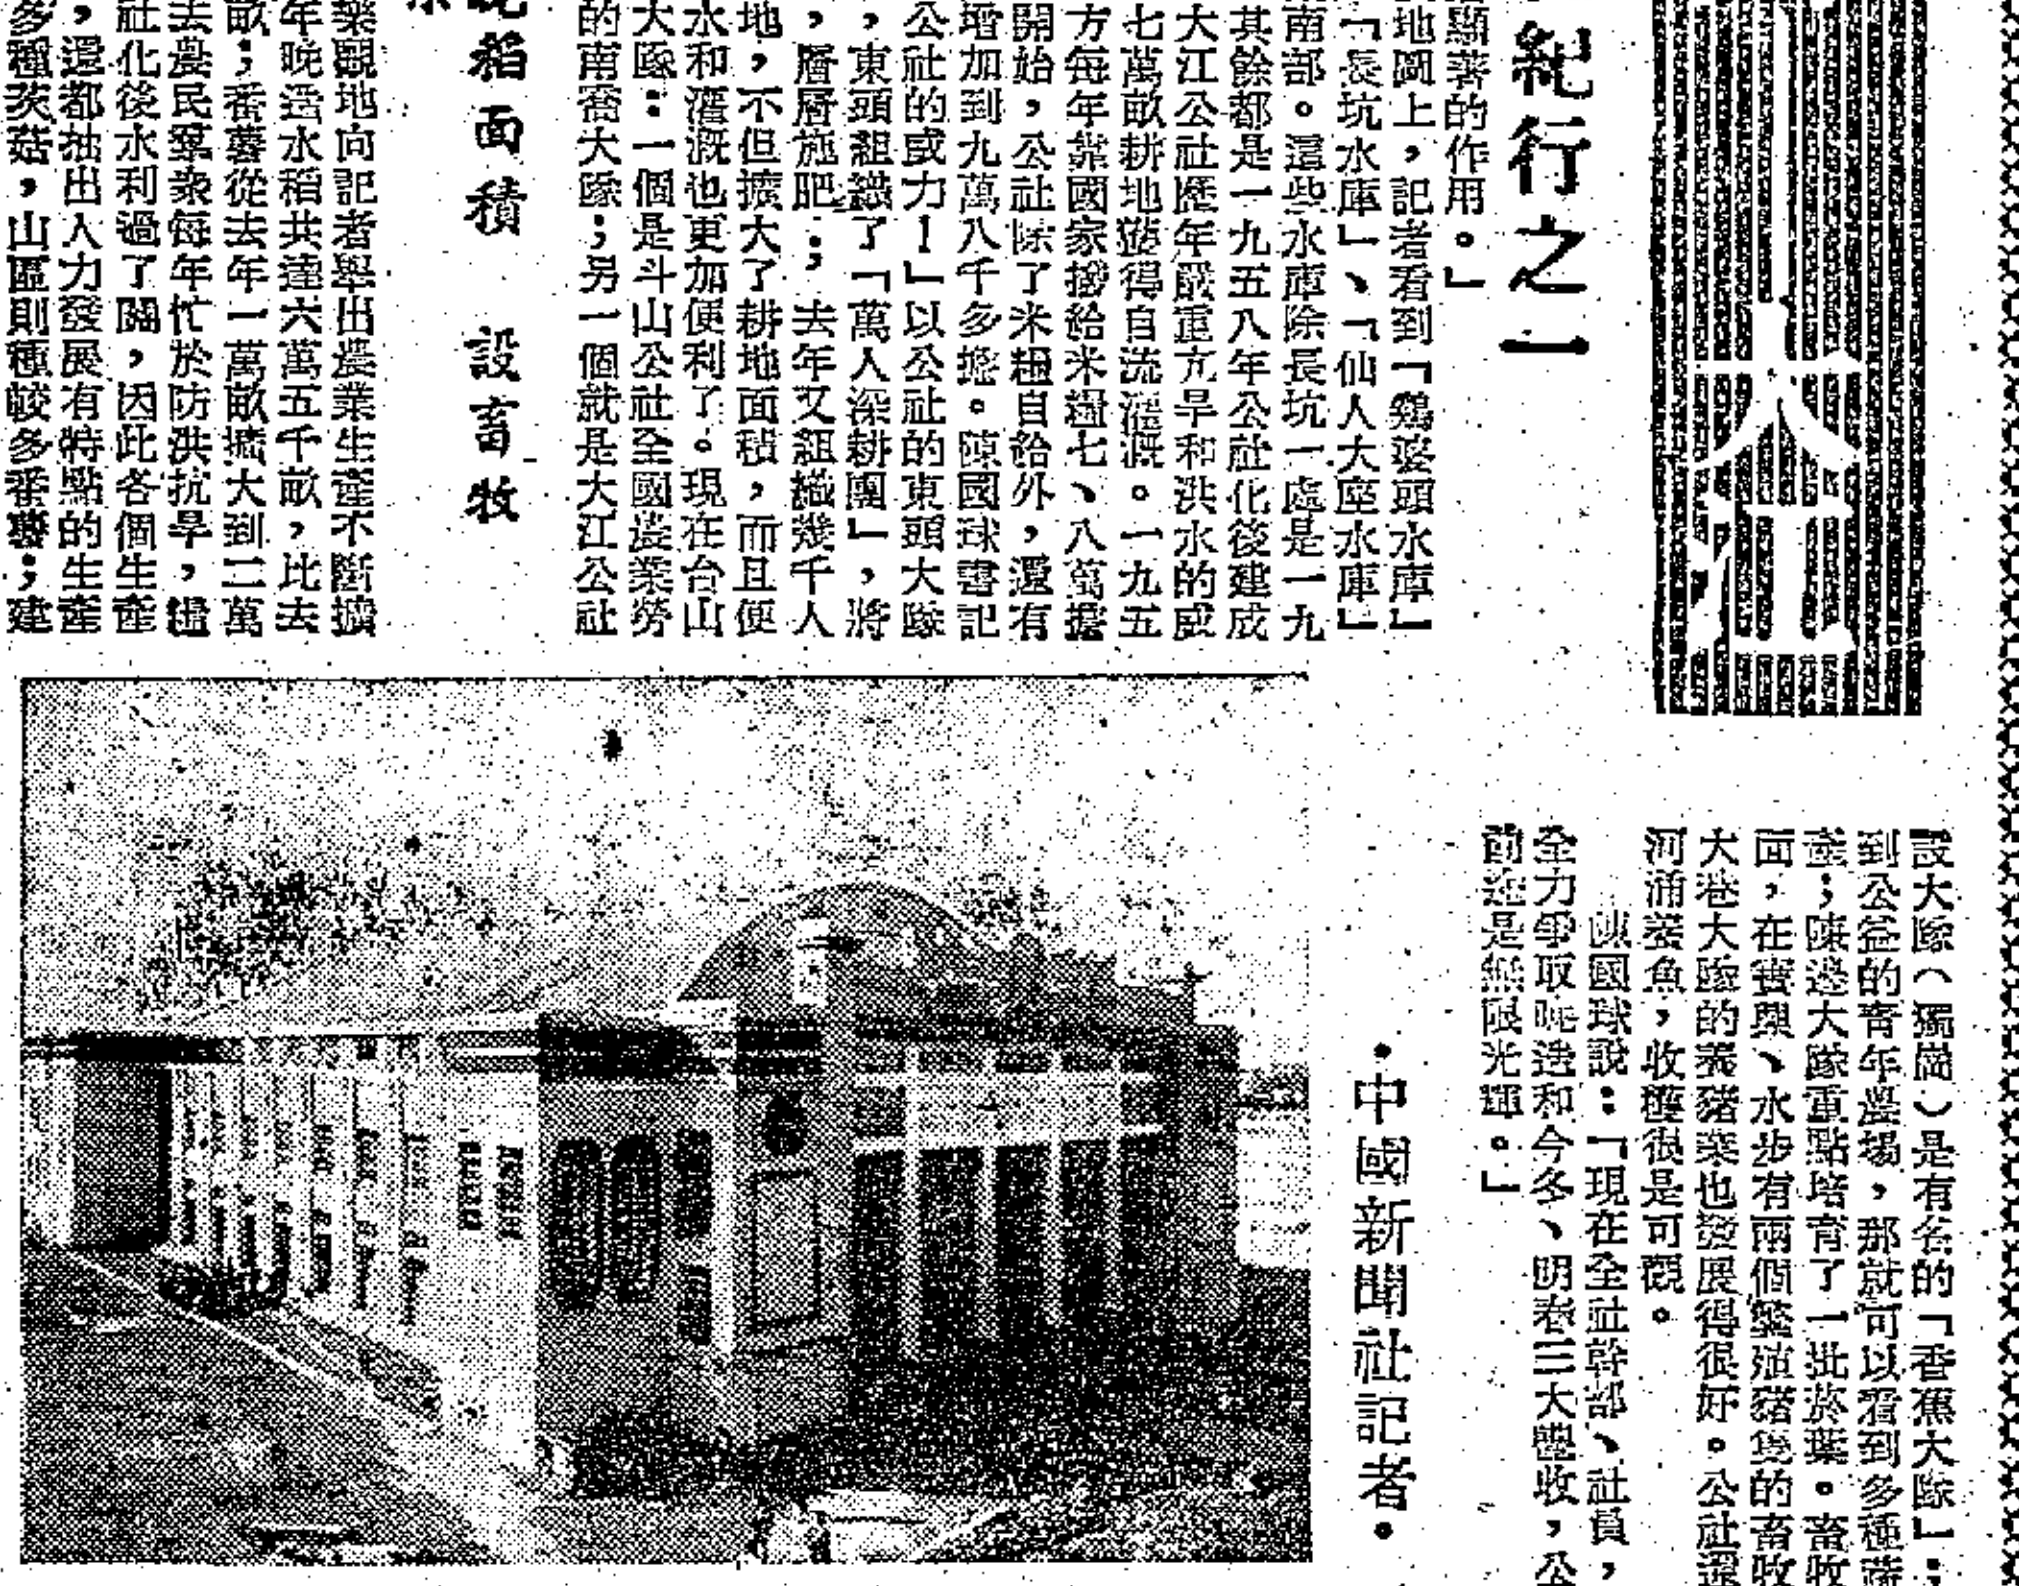 公社
紀行之一
顯著的作用。」
地圖上，記者看到「鷄婆頭水庫」
「長坑水庫」、「仙人大座水庫」
南部。這些水庫除長坑一處是一九
其餘都是一九五八年公社化後建成
大江公社歷年嚴重亢旱和洪水的威
七萬畝耕地獲得自流灌溉。一九五
方每年靠國家撥給米糧七、八萬擔
開始，公社除了米糧自給外，還有
增加到九萬八千多擔。陳國球書記
公社的威力！」以公社的東頭大隊
，東頭組織了「萬人深耕團」，將
，層層施肥；去年又組織幾千人
地，不但擴大了耕地面積，而且便
水和灌溉也更加便利了。現在台山
大隊：一個是斗山公社全國農業勞
的南喬大隊；另一個就是大江公社
晚稻面積 設畜牧
樂觀地向記者舉出農業生產不斷擴
年晚造水稻共達六萬五千畝，比去
畝；番薯從去年一萬畝擴大到二萬
去農民羣衆每年忙於防洪抗旱，糧
社化後水利過了關，因此各個生產
，還都抽出人力發展有特點的生產
多種茨菇，山區則種較多番薯；建
設大隊（獨崗）是有名的「香蕉大隊」；
到公益的青年農場，那就可以看到多種蔬
產；陳邊大隊重點培育了一批菸葉。畜牧
面，在賓興、水步有兩個繁殖豬隻的畜牧
大巷大隊的養豬業也發展得很好。公社還
河涌養魚，收穫很是可觀。
陳國球說：「現在全社幹部、社員，
全力爭取晚造和今冬、明春三大豐收，公
前途是無限光輝。」
·中國新聞社記者·